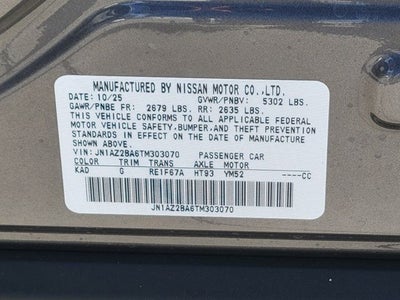 MANUFACTURED BY NISSAN MOTOR CO.,LTD.
DATE: 10/25 GVWR/PNBV: 5302 LBS.
GAWR/PNBE FR: 2679 LBS. RR: 2635 LBS.
THIS VEHICLE CONFORMS TO ALL APPLICABLE FEDERAL
MOTOR VEHICLE SAFETY,BUMPER,AND THEFT PREVENTION
STANDARDS IN EFFECT ON THE DATE OF MANUFACTURE
SHOWN ABOVE.
VIN: JN1AZ2BA6TM303070 PASSENGER CAR
COLOR TRIM TRANS AXLE MOTOR
KAD G RE1F67A HT93 YM52 ----CC
JN1AZ2BA6TM303070